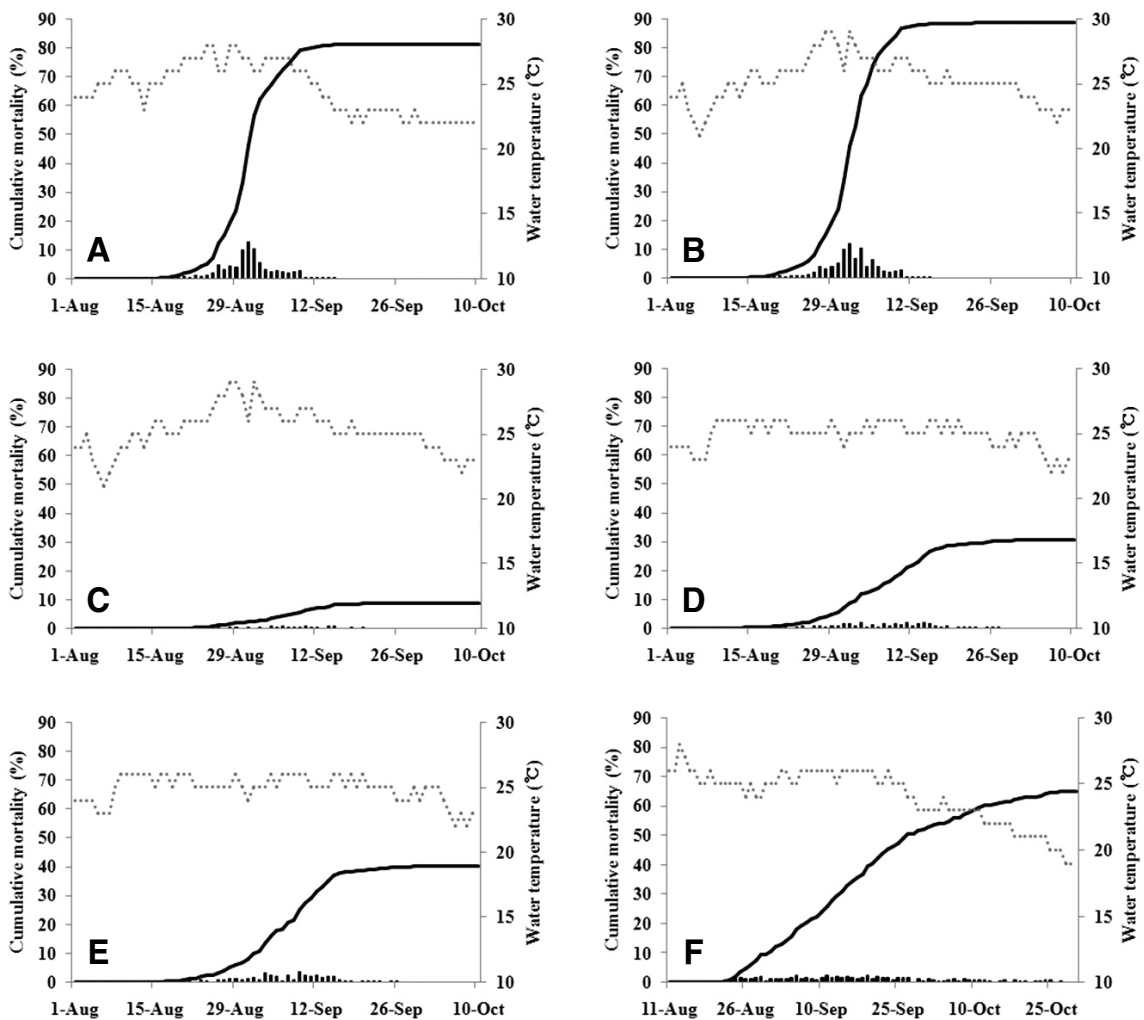 90 30 90 30
80 80
70 25 70 25
60 60
50 20 50 20
40 40
30 15 30 15
20 20
10 10
0 10 0 10
Cumulative mortality (%)
Water temperature (℃)
A
Cumulative mortality (%)
Water temperature (℃)
B
1-Aug 15-Aug 29-Aug 12-Sep 26-Sep 10-Oct
1-Aug 15-Aug 29-Aug 12-Sep 26-Sep 10-Oct
90 30 90 30
80 80
70 25 70 25
60 60
50 20 50 20
40 40
30 15 30 15
20 20
10 10
0 10 0 10
Cumulative mortality (%)
Water temperature (℃)
C
Cumulative mortality (%)
Water temperature (℃)
D
1-Aug 15-Aug 29-Aug 12-Sep 26-Sep 10-Oct
1-Aug 15-Aug 29-Aug 12-Sep 26-Sep 10-Oct
90 30 90 30
80 80
70 25 70 25
60 60
50 20 50 20
40 40
30 15 30 15
20 20
10 10
0 10 0 10
Cumulative mortality (%)
Water temperature (℃)
E
Cumulative mortality (%)
Water temperature (℃)
F
1-Aug 15-Aug 29-Aug 12-Sep 26-Sep 10-Oct
11-Aug 26-Aug 10-Sep 25-Sep 10-Oct 25-Oct